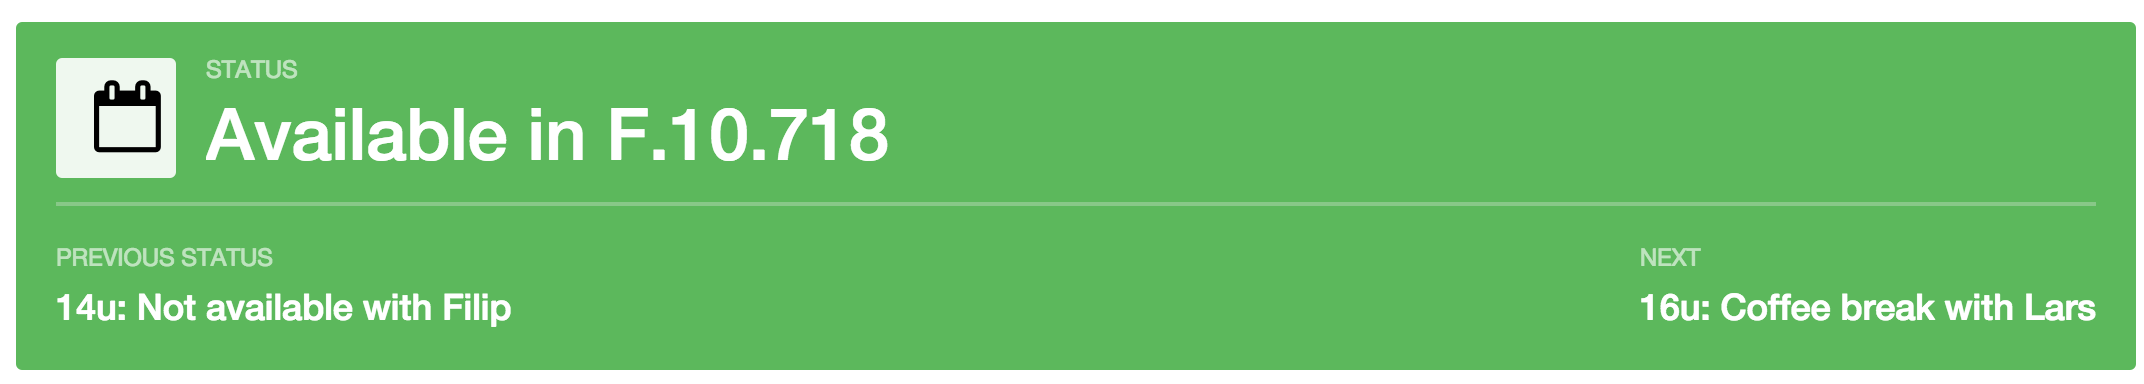 STATUS
Available in F.10.718
PREVIOUS STATUS
14u: Not available with Filip
NEXT
16u: Coffee break with Lars